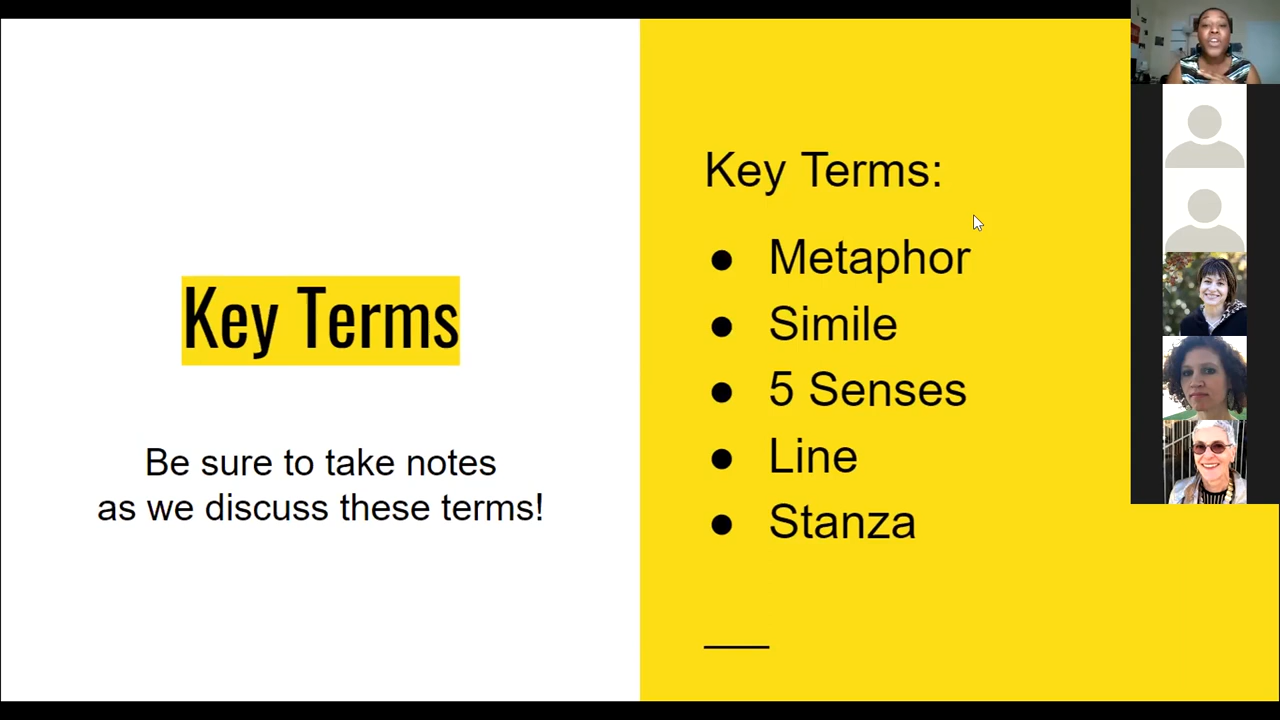 Key Terms
Be sure to take notes
as we discuss these terms!
Key Terms:
● Metaphor
● Simile
● 5 Senses
● Line
● Stanza